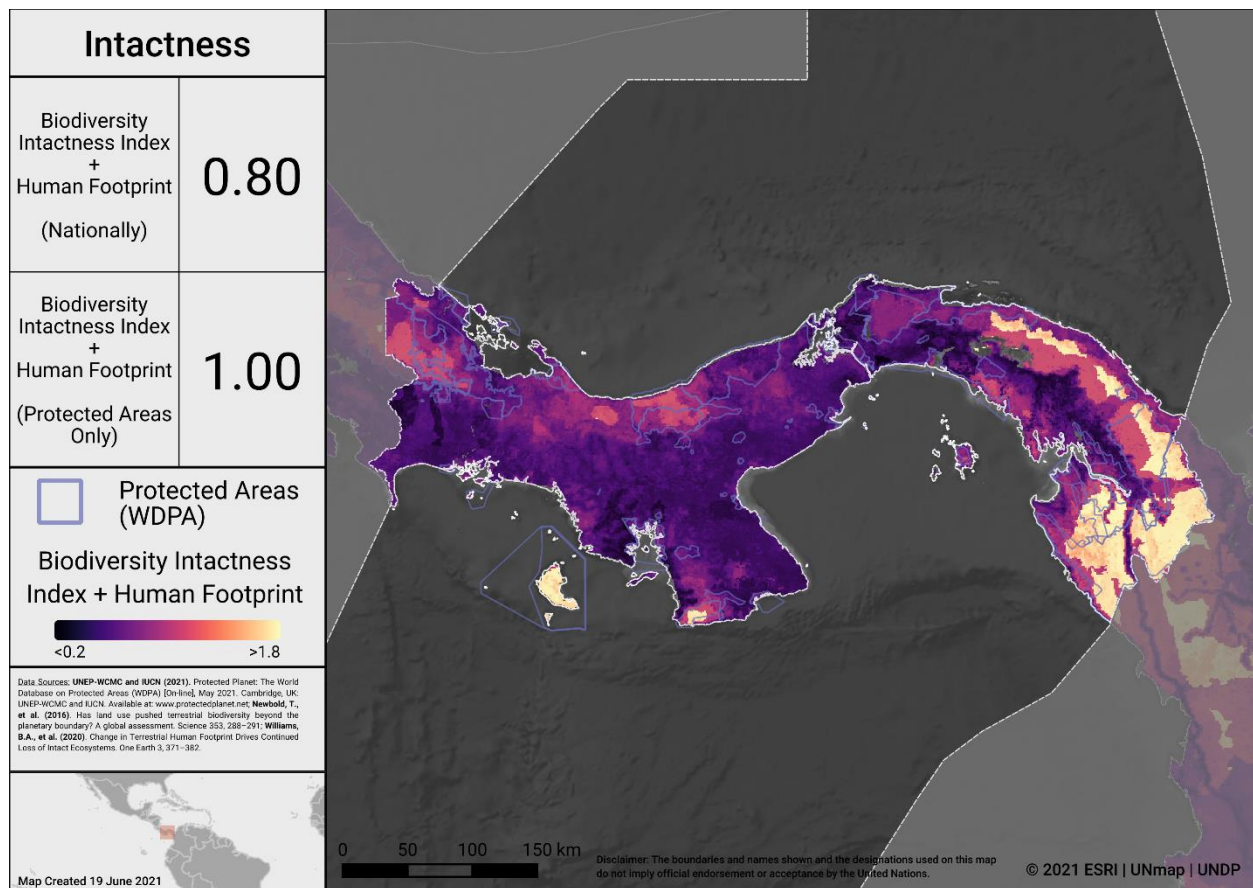 Intactness
Biodiversity
Intactness Index
+
Human Footprint
(Nationally)
0.80
Biodiversity
Intactness Index
+
Human Footprint
(Protected Areas
Only)
1.00
Protected Areas
(WDPA)
Biodiversity Intactness
Index + Human Footprint
<0.2
>1.8
Data Sources: UNEP-WCMC and IUCN (2021). Protected Planet: The World
Database on Protected Areas (WDPA) [On-line], May 2021. Cambridge, UK:
UNEP-WCMC and IUCN. Available at: www.protectedplanet.net; Newbold, T.,
et al. (2016). Has land use pushed terrestrial biodiversity beyond the
planetary boundary? A global assessment. Science 353, 288–291; Williams,
B.A., et al. (2020). Change in Terrestrial Human Footprint Drives Continued
Loss of Intact Ecosystems. One Earth 3, 371–382.
Map Created 19 June 2021
0 50 100 150 km
Disclaimer: The boundaries and names shown and the designations used on this map
do not imply official endorsement or acceptance by the United Nations.
© 2021 ESRI | UNmap | UNDP